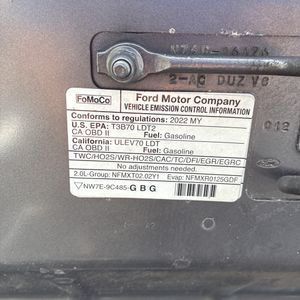 FoMoCo
Ford Motor Company
VEHICLE EMISSION CONTROL INFORMATION
Conforms to regulations: 2022 MY
U.S. EPA: T3B70 LDT2
CA OBD II Fuel: Gasoline
California: ULEV70 LDT
CA OBD II Fuel: Gasoline
TWC/HO2S/WR-HO2S/CAC/TC/DFI/EGR/EGRC
No adjustments needed.
2.0L-Group: NFMXT02.02Y1 Evap: NFMXR0125GDF
NW7E-9C485-GBG